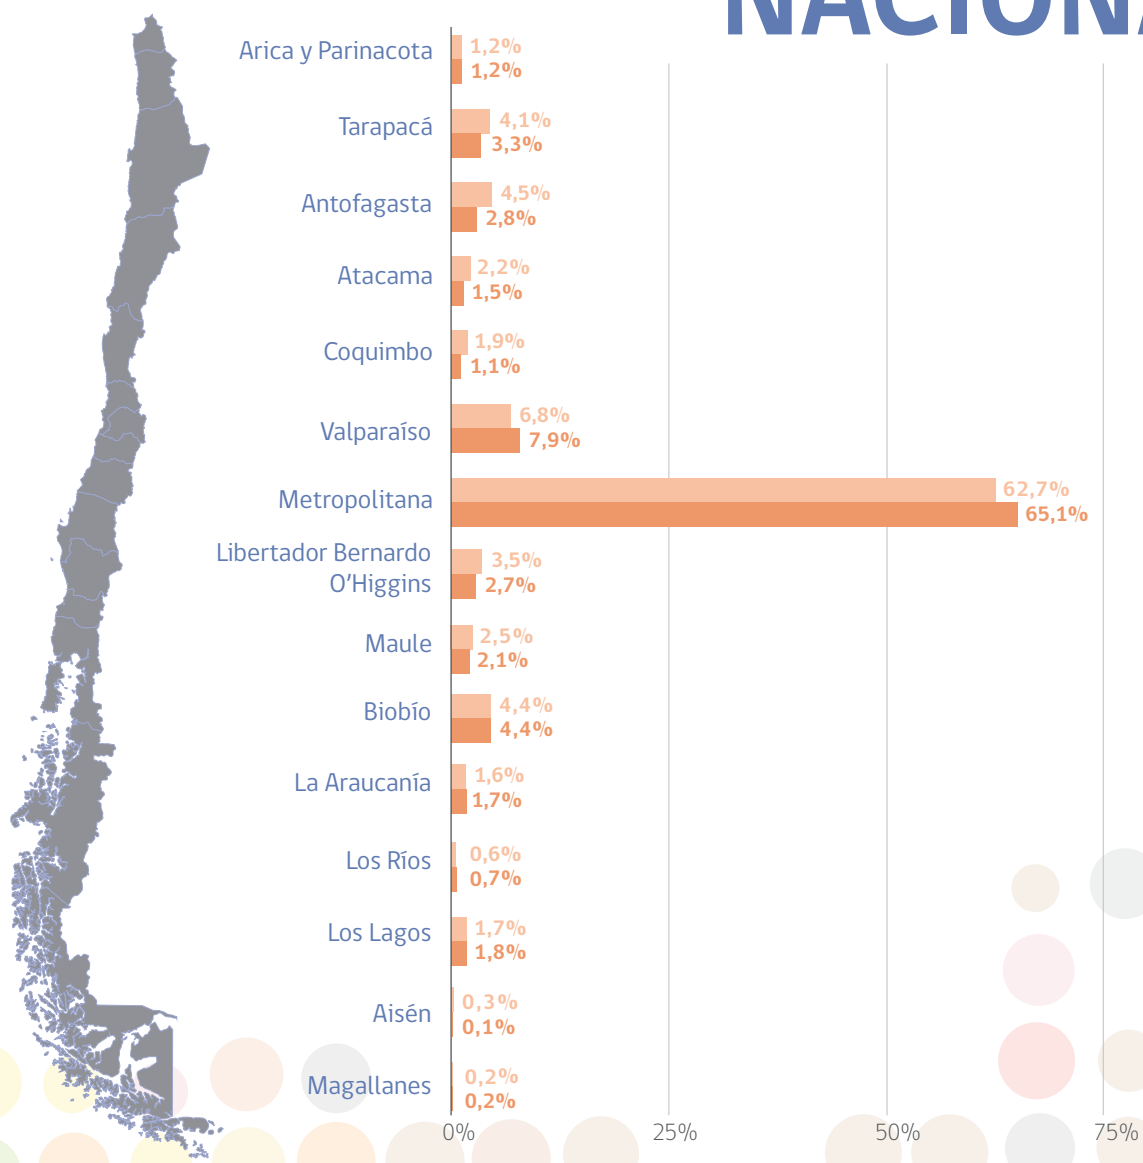 NACIONA
Arica y Parinacota
1,2%
1,2%
Tarapacá
4,1%
3,3%
Antofagasta
4,5%
2,8%
Atacama
2,2%
1,5%
Coquimbo
1,9%
1,1%
Valparaíso
6,8%
7,9%
Metropolitana
62,7%
65,1%
Libertador Bernardo
O’Higgins
3,5%
2,7%
Maule
2,5%
2,1%
Biobío
4,4%
4,4%
La Araucanía
1,6%
1,7%
Los Ríos
0,6%
0,7%
Los Lagos
1,7%
1,8%
Aisén
0,3%
0,1%
Magallanes
0,2%
0,2%
0% 25% 50% 75%